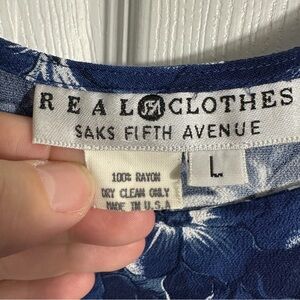 REAL CLOTHES
SAKS FIFTH AVENUE
L
100% RAYON
DRY CLEAN ONLY
MADE IN U.S.A